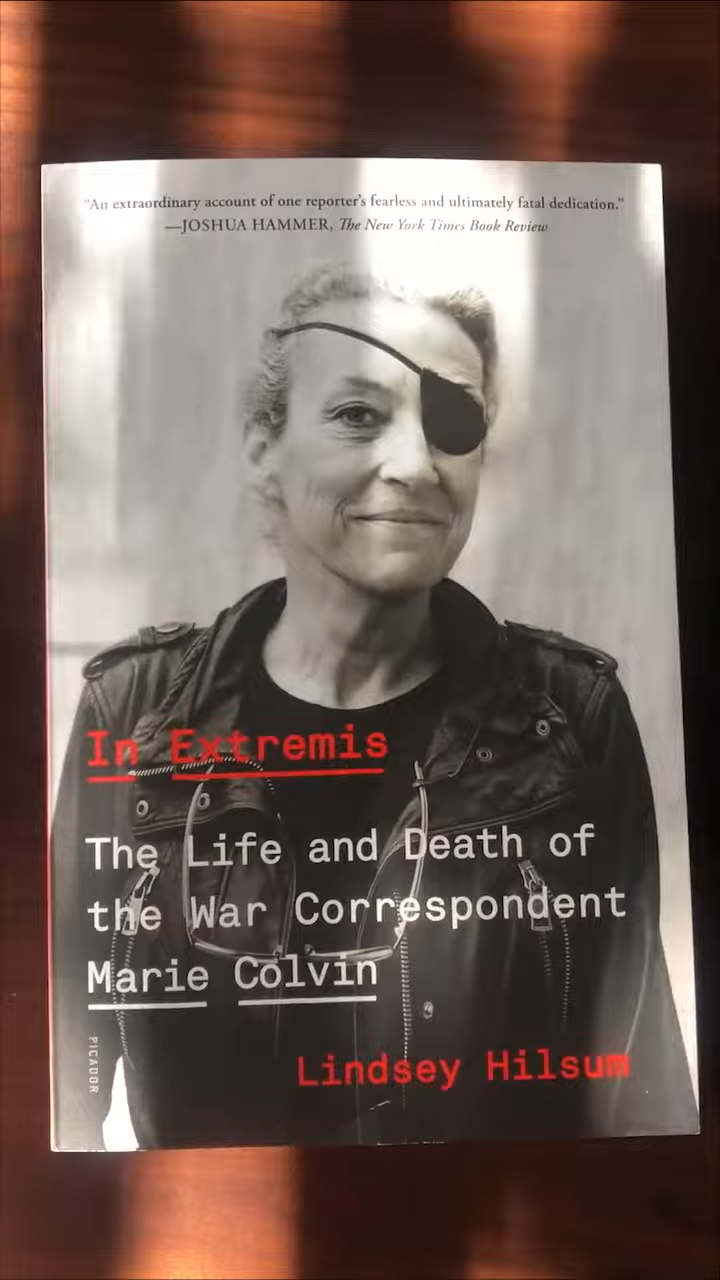 “An extraordinary account of one reporter’s fearless and ultimately fatal dedication.”
—JOSHUA HAMMER, The New York Times Book Review
In Extremis
The Life and Death of
the War Correspondent
Marie Colvin
PICADOR
Lindsey Hilsum